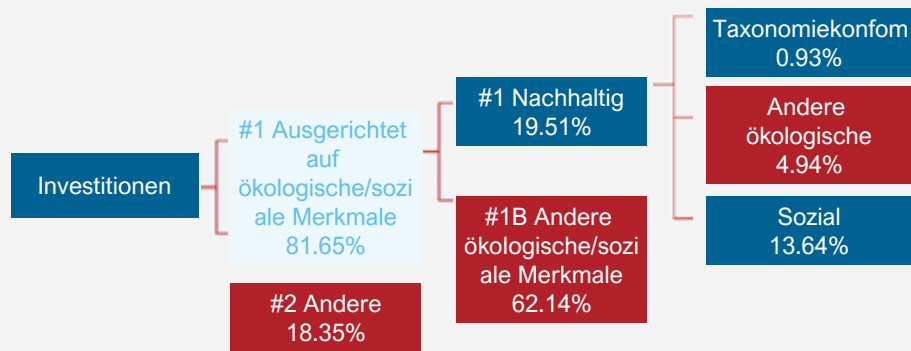 Investitionen
#1 Ausgerichtet
auf
ökologische/sozi
ale Merkmale
81.65%
#2 Andere
18.35%
#1 Nachhaltig
19.51%
#1B Andere
ökologische/sozi
ale Merkmale
62.14%
Taxonomiekonfom
0.93%
Andere
ökologische
4.94%
Sozial
13.64%